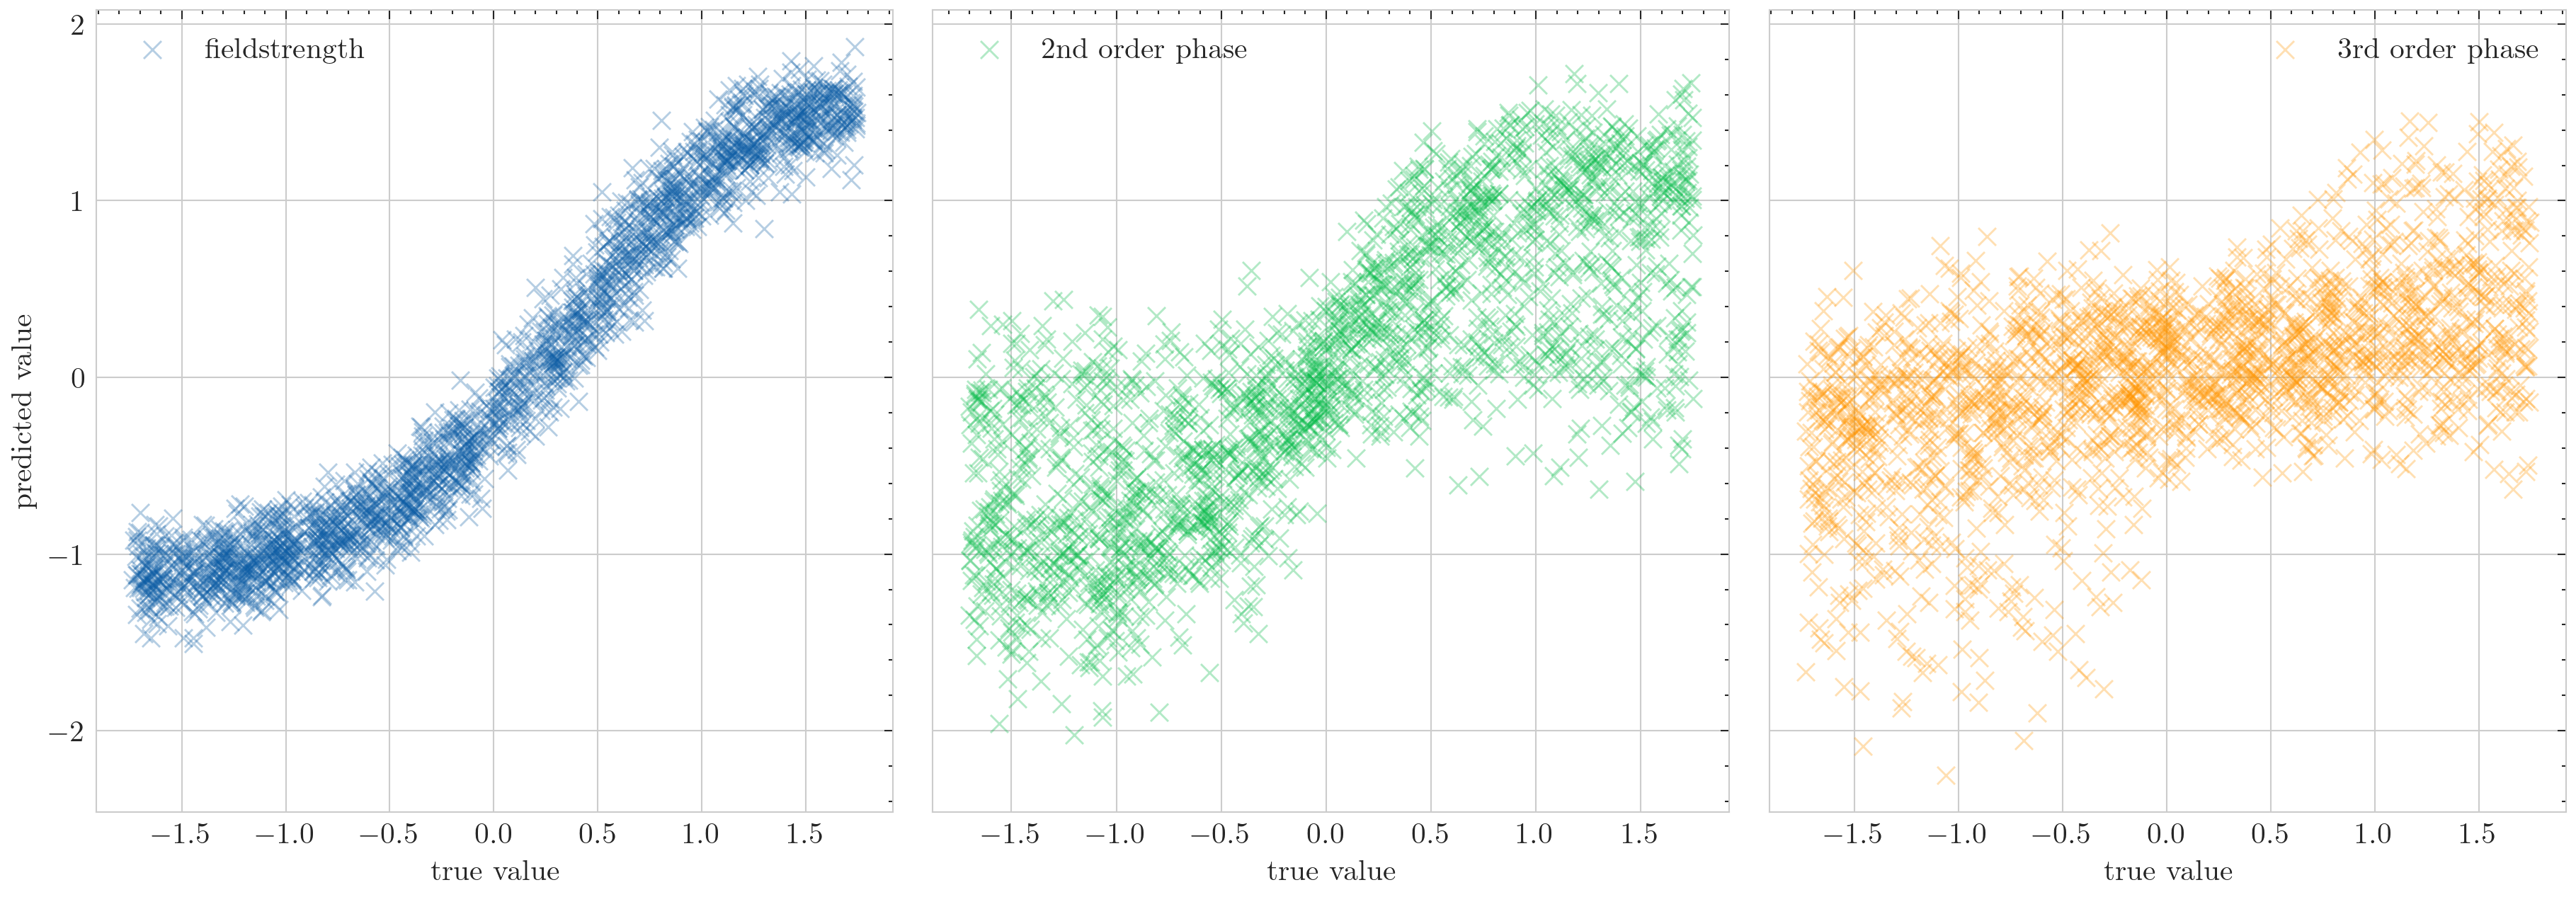 fieldstrength
2nd order phase
3rd order phase
2
1
0
−1
−2
predicted value
−1.5 −1.0 −0.5 0.0 0.5 1.0 1.5
−1.5 −1.0 −0.5 0.0 0.5 1.0 1.5
−1.5 −1.0 −0.5 0.0 0.5 1.0 1.5
true value
true value
true value